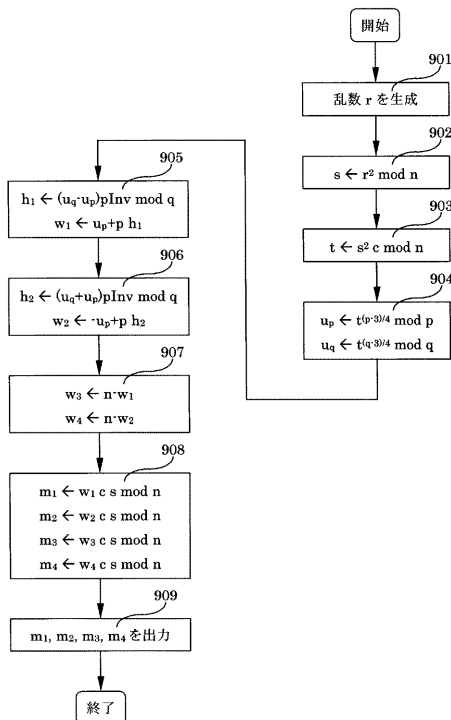 開始
901
乱数 r を生成
902
s ← r² mod n
903
t ← s² c mod n
904
uₚ ← t⁽ᵖ⁻³⁾/⁴ mod p
u_q ← t^(q-3)/4 mod q
905
h₁ ← (u_q-uₚ)pInv mod q
w₁ ← uₚ+p h₁
906
h₂ ← (u_q+uₚ)pInv mod q
w₂ ← -uₚ+p h₂
907
w₃ ← n-w₁
w₄ ← n-w₂
908
m₁ ← w₁ c s mod n
m₂ ← w₂ c s mod n
m₃ ← w₃ c s mod n
m₄ ← w₄ c s mod n
909
m₁, m₂, m₃, m₄ を出力
終了